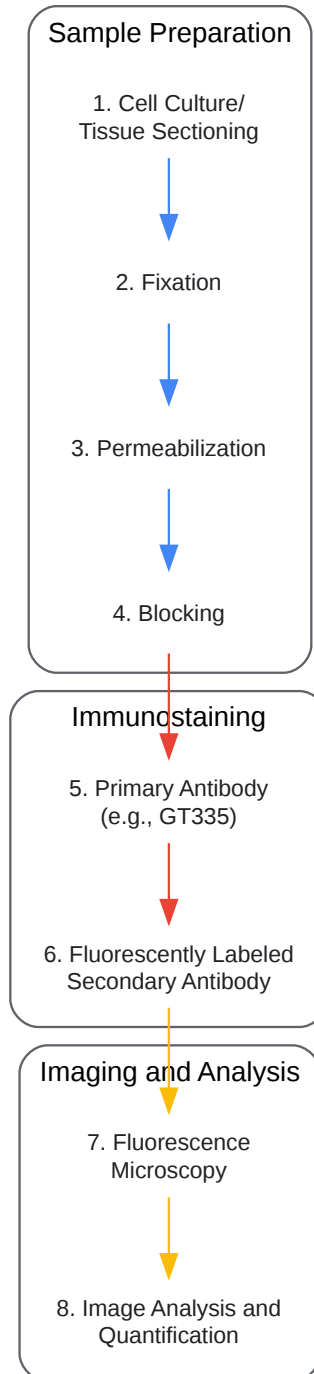 Sample Preparation
1. Cell Culture/
Tissue Sectioning
2. Fixation
3. Permeabilization
4. Blocking
Immunostaining
5. Primary Antibody
(e.g., GT335)
6. Fluorescently Labeled
Secondary Antibody
Imaging and Analysis
7. Fluorescence
Microscopy
8. Image Analysis and
Quantification